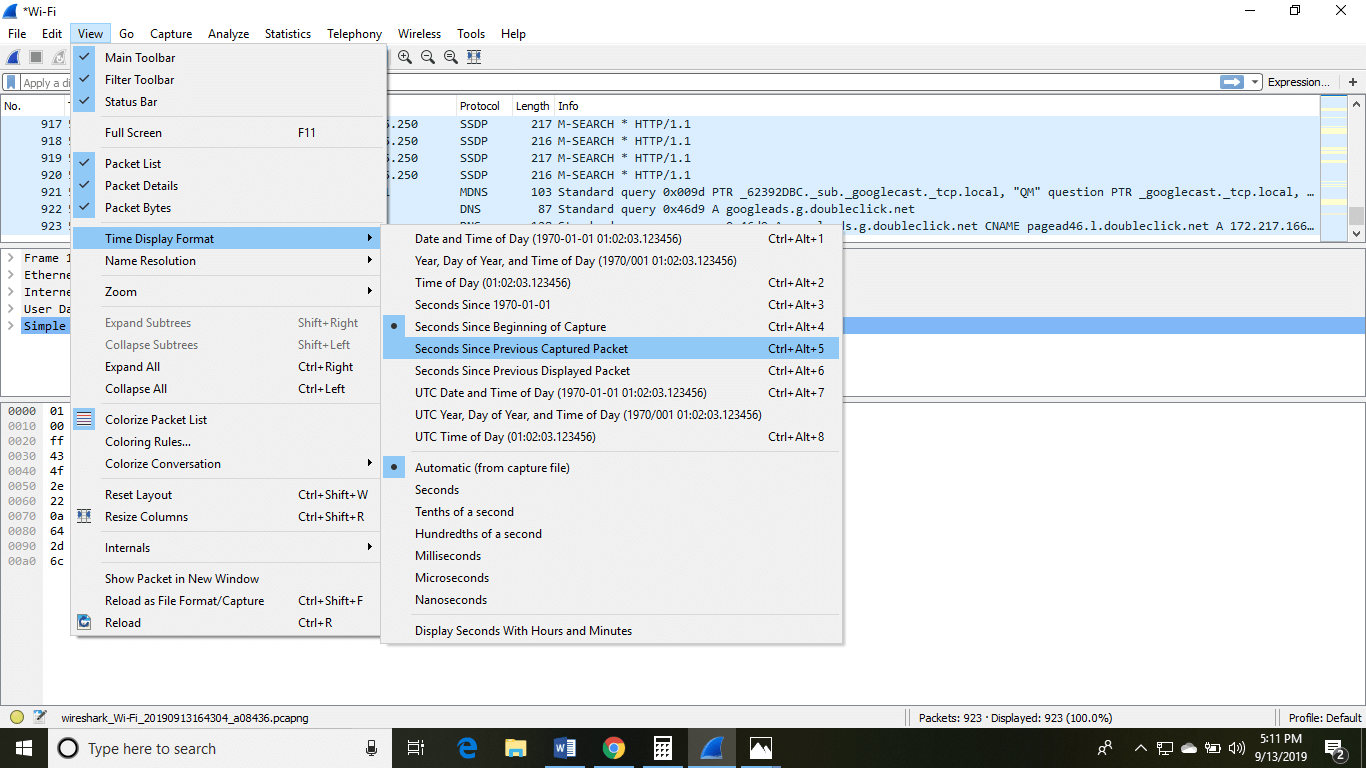 *Wi-Fi
File Edit View Go Capture Analyze Statistics Telephony Wireless Tools Help
Apply a di
Expression... +
No. Protocol Length Info
917 .250 SSDP 217 M-SEARCH * HTTP/1.1
918 .250 SSDP 216 M-SEARCH * HTTP/1.1
919 .250 SSDP 217 M-SEARCH * HTTP/1.1
920 .250 SSDP 216 M-SEARCH * HTTP/1.1
921 MDNS 103 Standard query 0x009d PTR _62392DBC._sub._googlecast._tcp.local, "QM" question PTR _googlecast._tcp.local, …
922 DNS 87 Standard query 0x46d9 A googleads.g.doubleclick.net
923 ds.g.doubleclick.net CNAME pagead46.l.doubleclick.net A 172.217.166…
Main Toolbar
Filter Toolbar
Status Bar
Full Screen F11
Packet List
Packet Details
Packet Bytes
Time Display Format
Name Resolution
Zoom
Expand Subtrees Shift+Right
Collapse Subtrees Shift+Left
Expand All Ctrl+Right
Collapse All Ctrl+Left
Colorize Packet List
Coloring Rules...
Colorize Conversation
Reset Layout Ctrl+Shift+W
Resize Columns Ctrl+Shift+R
Internals
Show Packet in New Window
Reload as File Format/Capture Ctrl+Shift+F
Reload Ctrl+R
Date and Time of Day (1970-01-01 01:02:03.123456) Ctrl+Alt+1
Year, Day of Year, and Time of Day (1970/001 01:02:03.123456)
Time of Day (01:02:03.123456) Ctrl+Alt+2
Seconds Since 1970-01-01 Ctrl+Alt+3
Seconds Since Beginning of Capture Ctrl+Alt+4
Seconds Since Previous Captured Packet Ctrl+Alt+5
Seconds Since Previous Displayed Packet Ctrl+Alt+6
UTC Date and Time of Day (1970-01-01 01:02:03.123456) Ctrl+Alt+7
UTC Year, Day of Year, and Time of Day (1970/001 01:02:03.123456)
UTC Time of Day (01:02:03.123456) Ctrl+Alt+8
Automatic (from capture file)
Seconds
Tenths of a second
Hundredths of a second
Milliseconds
Microseconds
Nanoseconds
Display Seconds With Hours and Minutes
Frame 1
Etherne
Interne
User Da
Simple
0000 01
0010 00
0020 ff
0030 43
0040 4f
0050 2e
0060 22
0070 0a
0080 64
0090 2d
00a0 6c
wireshark_Wi-Fi_20190913164304_a08436.pcapng
Packets: 923 · Displayed: 923 (100.0%)
Profile: Default
Type here to search
5:11 PM
9/13/2019
2